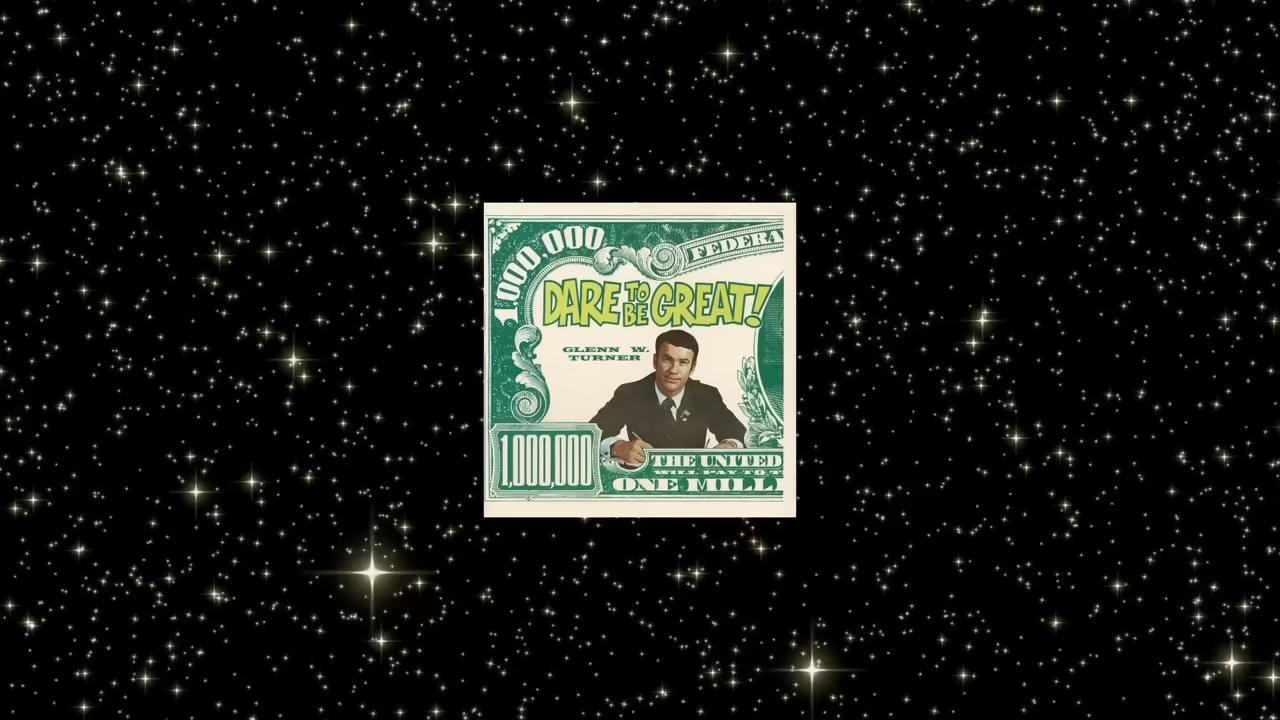 1,000,000
FEDERA
DARE TO BE GREAT!
GLENN W.
TURNER
1,000,000
THE UNITED
WILL PAY TO T
ONE MILLI